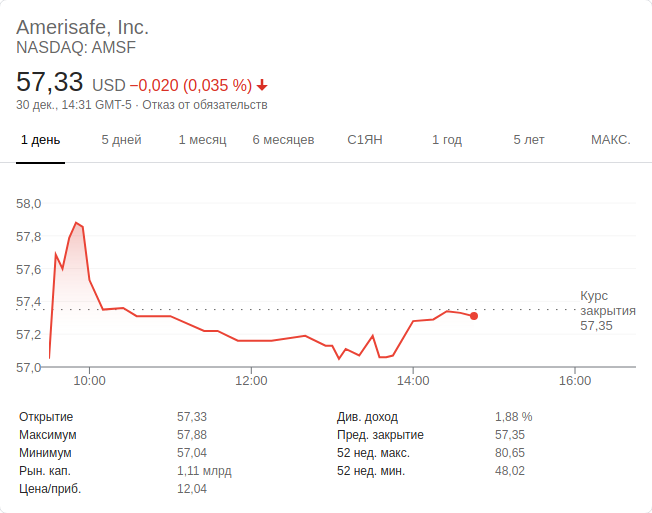 Amerisafe, Inc.
NASDAQ: AMSF
57,33 USD −0,020 (0,035 %)
30 дек., 14:31 GMT-5 · Отказ от обязательств
1 день 5 дней 1 месяц 6 месяцев С1ЯН 1 год 5 лет МАКС.
58,0
57,8
57,6
57,4
57,2
57,0
Курс
закрытия
57,35
10:00 12:00 14:00 16:00
Открытие 57,33 Див. доход 1,88 %
Максимум 57,88 Пред. закрытие 57,35
Минимум 57,04 52 нед. макс. 80,65
Рын. кап. 1,11 млрд 52 нед. мин. 48,02
Цена/приб. 12,04